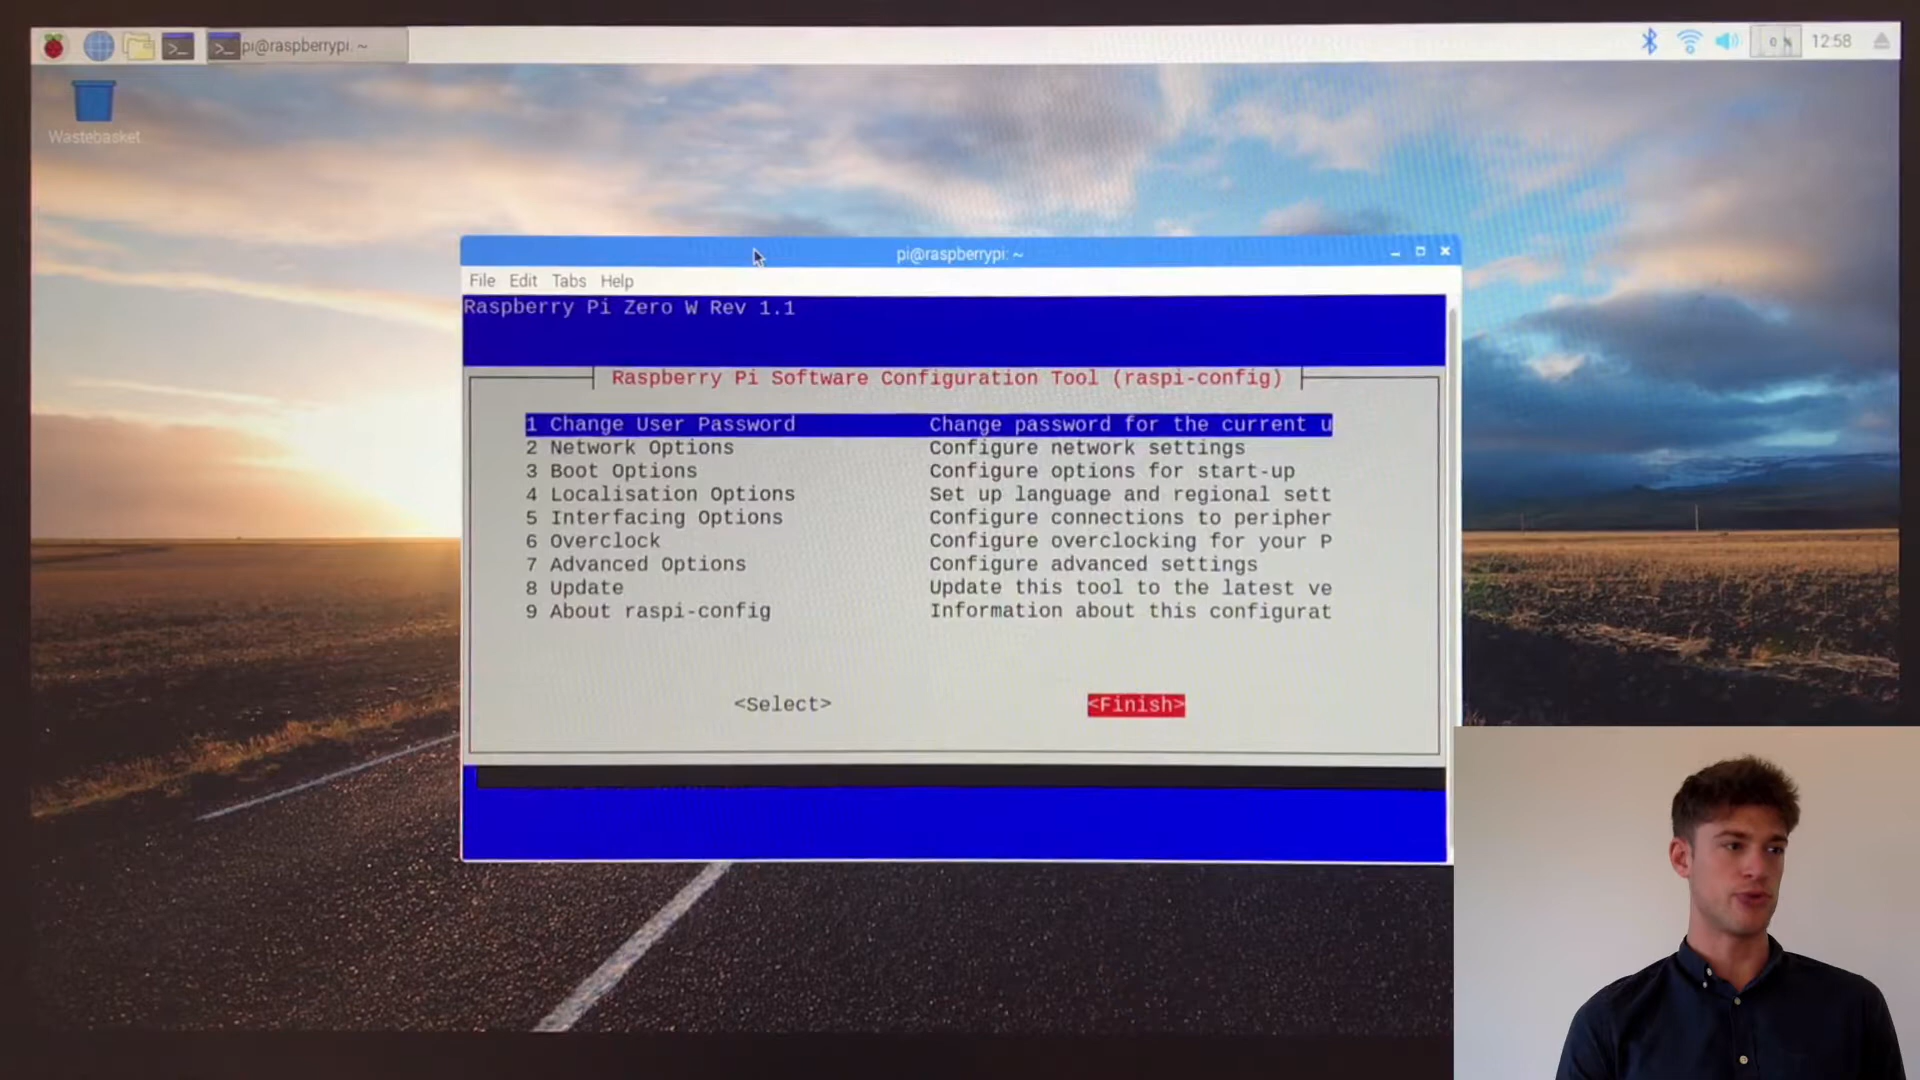 pi@raspberrypi: ~
0 %
12:58
Wastebasket
pi@raspberrypi: ~
File Edit Tabs Help
Raspberry Pi Zero W Rev 1.1
Raspberry Pi Software Configuration Tool (raspi-config)
1 Change User Password Change password for the current u
2 Network Options Configure network settings
3 Boot Options Configure options for start-up
4 Localisation Options Set up language and regional sett
5 Interfacing Options Configure connections to peripher
6 Overclock Configure overclocking for your P
7 Advanced Options Configure advanced settings
8 Update Update this tool to the latest ve
9 About raspi-config Information about this configurat
<Select> <Finish>